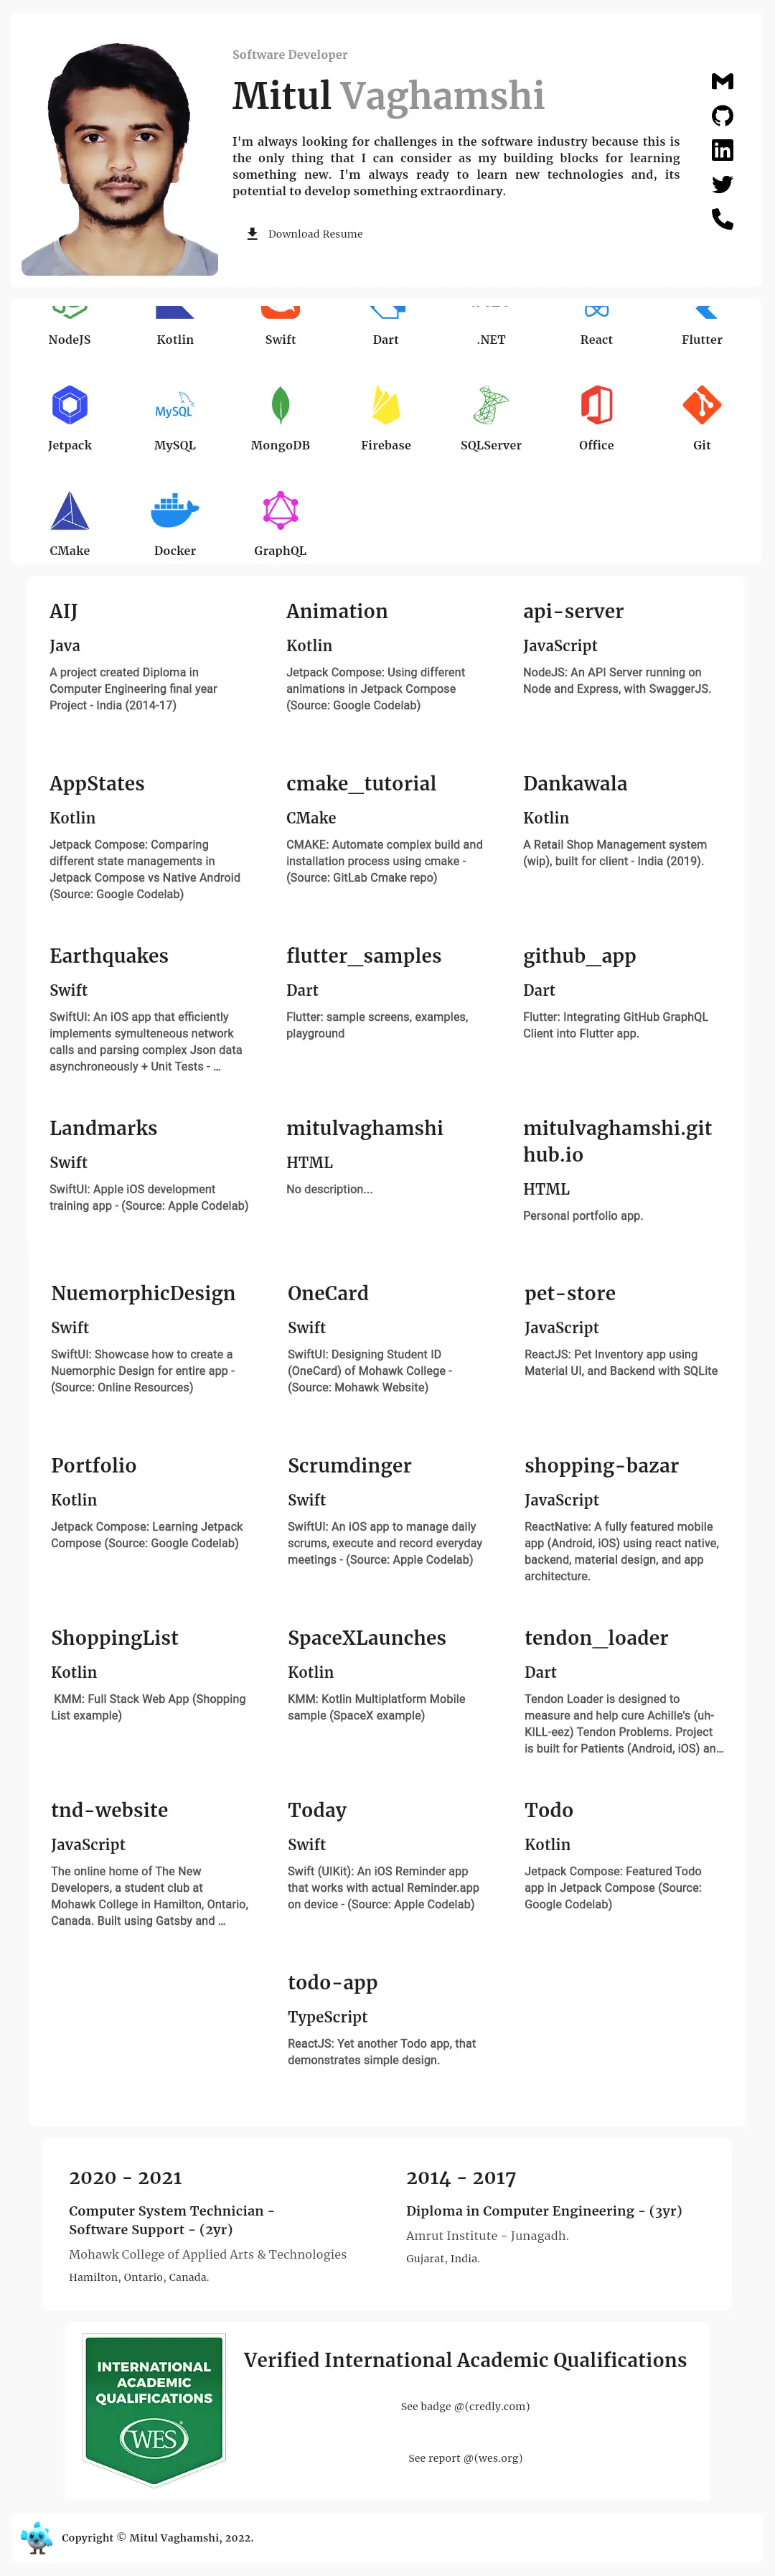 Software Developer
Mitul Vaghamshi
I'm always looking for challenges in the software industry because this is
the only thing that I can consider as my building blocks for learning
something new. I'm always ready to learn new technologies and, its
potential to develop something extraordinary.
Download Resume
NodeJS Kotlin Swift Dart .NET React Flutter
MySQL
Jetpack MySQL MongoDB Firebase SQLServer Office Git
CMake Docker GraphQL
AIJ
Java
A project created Diploma in
Computer Engineering final year
Project - India (2014-17)
Animation
Kotlin
Jetpack Compose: Using different
animations in Jetpack Compose
(Source: Google Codelab)
api-server
JavaScript
NodeJS: An API Server running on
Node and Express, with SwaggerJS.
AppStates
Kotlin
Jetpack Compose: Comparing
different state managements in
Jetpack Compose vs Native Android
(Source: Google Codelab)
cmake_tutorial
CMake
CMAKE: Automate complex build and
installation process using cmake -
(Source: GitLab Cmake repo)
Dankawala
Kotlin
A Retail Shop Management system
(wip), built for client - India (2019).
Earthquakes
Swift
SwiftUI: An iOS app that efficiently
implements symulteneous network
calls and parsing complex Json data
asynchroneously + Unit Tests - ...
flutter_samples
Dart
Flutter: sample screens, examples,
playground
github_app
Dart
Flutter: Integrating GitHub GraphQL
Client into Flutter app.
Landmarks
Swift
SwiftUI: Apple iOS development
training app - (Source: Apple Codelab)
mitulvaghamshi
HTML
No description...
mitulvaghamshi.git
hub.io
HTML
Personal portfolio app.
NuemorphicDesign
Swift
SwiftUI: Showcase how to create a
Nuemorphic Design for entire app -
(Source: Online Resources)
OneCard
Swift
SwiftUI: Designing Student ID
(OneCard) of Mohawk College -
(Source: Mohawk Website)
pet-store
JavaScript
ReactJS: Pet Inventory app using
Material UI, and Backend with SQLite
Portfolio
Kotlin
Jetpack Compose: Learning Jetpack
Compose (Source: Google Codelab)
Scrumdinger
Swift
SwiftUI: An iOS app to manage daily
scrums, execute and record everyday
meetings - (Source: Apple Codelab)
shopping-bazar
JavaScript
ReactNative: A fully featured mobile
app (Android, iOS) using react native,
backend, material design, and app
architecture.
ShoppingList
Kotlin
KMM: Full Stack Web App (Shopping
List example)
SpaceXLaunches
Kotlin
KMM: Kotlin Multiplatform Mobile
sample (SpaceX example)
tendon_loader
Dart
Tendon Loader is designed to
measure and help cure Achille's (uh-
KILL-eez) Tendon Problems. Project
is built for Patients (Android, iOS) an...
tnd-website
JavaScript
The online home of The New
Developers, a student club at
Mohawk College in Hamilton, Ontario,
Canada. Built using Gatsby and ...
Today
Swift
Swift (UIKit): An iOS Reminder app
that works with actual Reminder.app
on device - (Source: Apple Codelab)
Todo
Kotlin
Jetpack Compose: Featured Todo
app in Jetpack Compose (Source:
Google Codelab)
todo-app
TypeScript
ReactJS: Yet another Todo app, that
demonstrates simple design.
2020 - 2021
Computer System Technician -
Software Support - (2yr)
Mohawk College of Applied Arts & Technologies
Hamilton, Ontario, Canada.
2014 - 2017
Diploma in Computer Engineering - (3yr)
Amrut Institute - Junagadh.
Gujarat, India.
INTERNATIONAL
ACADEMIC
QUALIFICATIONS
WES
Verified International Academic Qualifications
See badge @(credly.com)
See report @(wes.org)
Copyright © Mitul Vaghamshi, 2022.